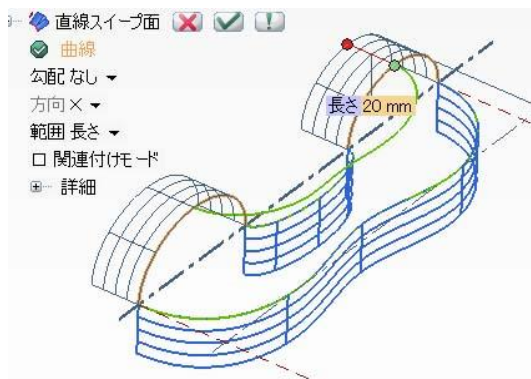 直線スイープ面
曲線
勾配 なし
方向 X
範囲 長さ
関連付けモード
詳細
長さ 20 mm